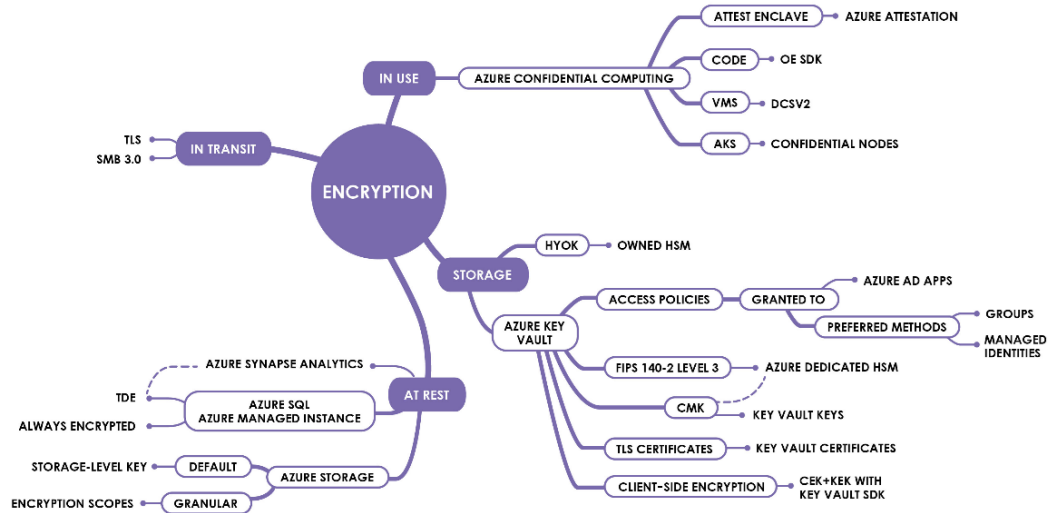 ENCRYPTION
IN USE
AZURE CONFIDENTIAL COMPUTING
ATTEST ENCLAVE
AZURE ATTESTATION
CODE
OE SDK
VMS
DCSV2
AKS
CONFIDENTIAL NODES
IN TRANSIT
TLS
SMB 3.0
STORAGE
HYOK
OWNED HSM
AZURE KEY
VAULT
ACCESS POLICIES
GRANTED TO
AZURE AD APPS
PREFERRED METHODS
GROUPS
MANAGED
IDENTITIES
FIPS 140-2 LEVEL 3
AZURE DEDICATED HSM
CMK
KEY VAULT KEYS
TLS CERTIFICATES
KEY VAULT CERTIFICATES
CLIENT-SIDE ENCRYPTION
CEK+KEK WITH
KEY VAULT SDK
AT REST
AZURE SYNAPSE ANALYTICS
AZURE SQL
AZURE MANAGED INSTANCE
TDE
ALWAYS ENCRYPTED
AZURE STORAGE
DEFAULT
STORAGE-LEVEL KEY
GRANULAR
ENCRYPTION SCOPES